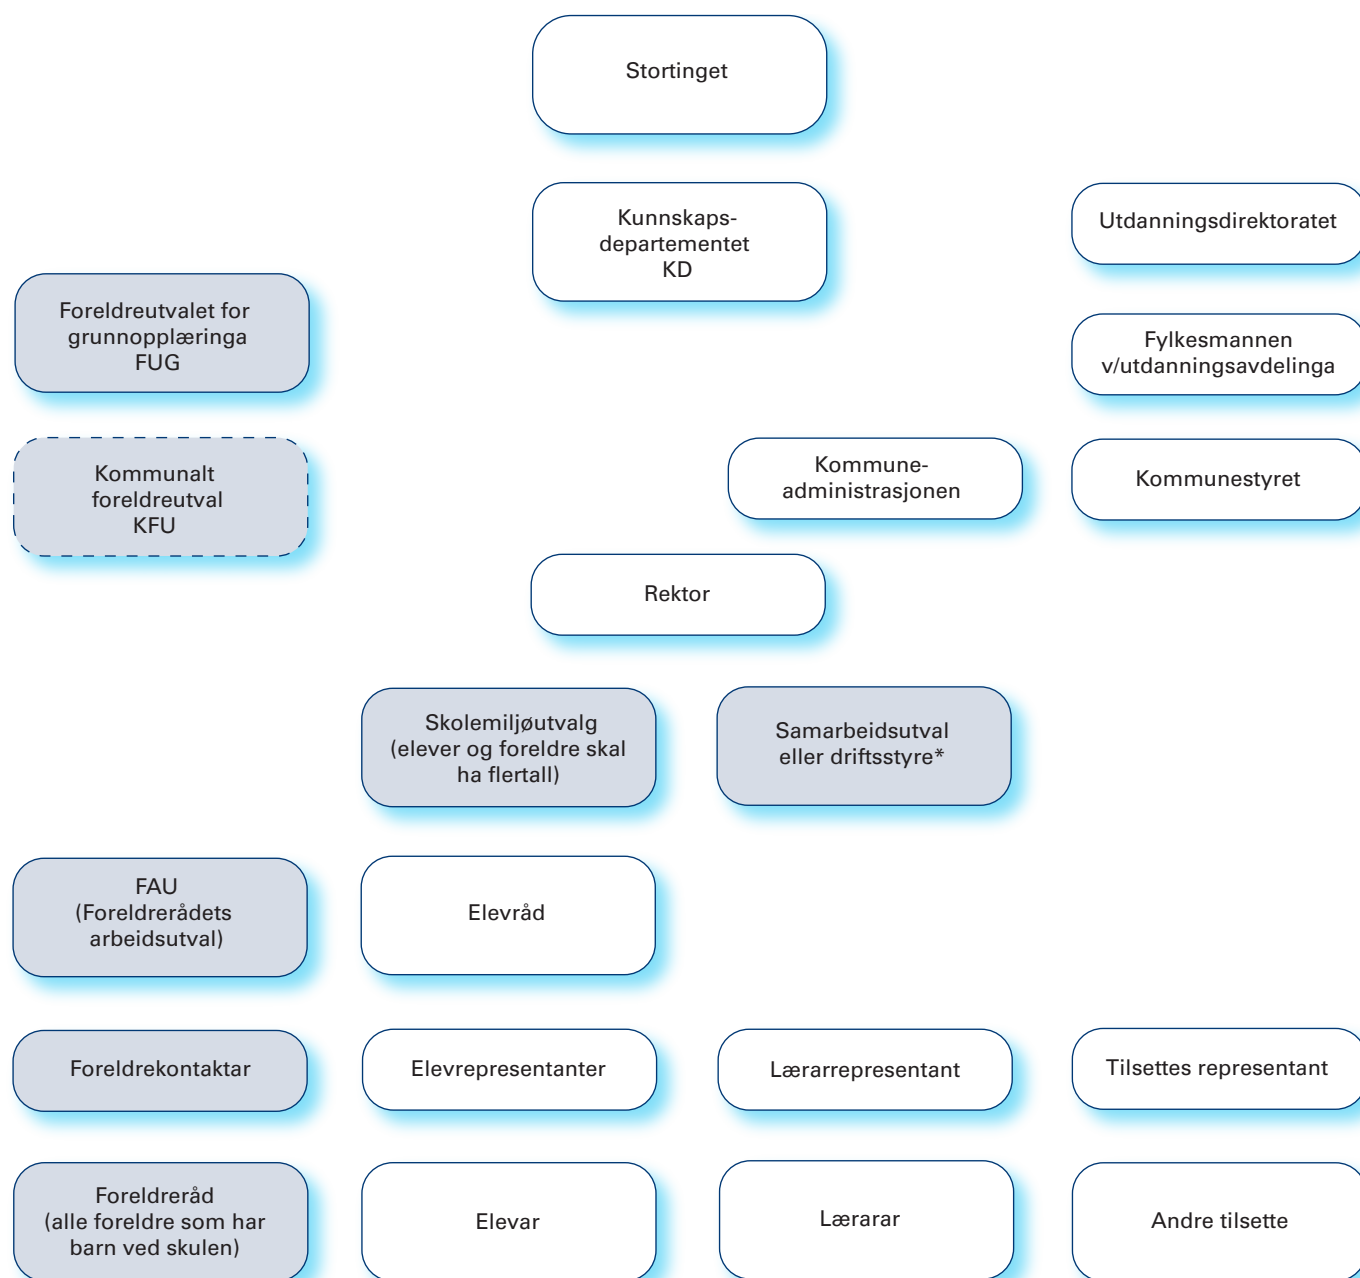 Stortinget
Kunnskaps-
departementet
KD
Utdanningsdirektoratet
Foreldreutvalet for
grunnopplæringa
FUG
Fylkesmannen
v/utdanningsavdelinga
Kommunalt
foreldreutval
KFU
Kommune-
administrasjonen
Kommunestyret
Rektor
Skolemiljøutvalg
(elever og foreldre skal
ha flertall)
Samarbeidsutval
eller driftsstyre*
FAU
(Foreldrerådets
arbeidsutval)
Elevråd
Foreldrekontaktar
Elevrepresentanter
Lærarrepresentant
Tilsettes representant
Foreldreråd
(alle foreldre som har
barn ved skulen)
Elevar
Lærarar
Andre tilsette